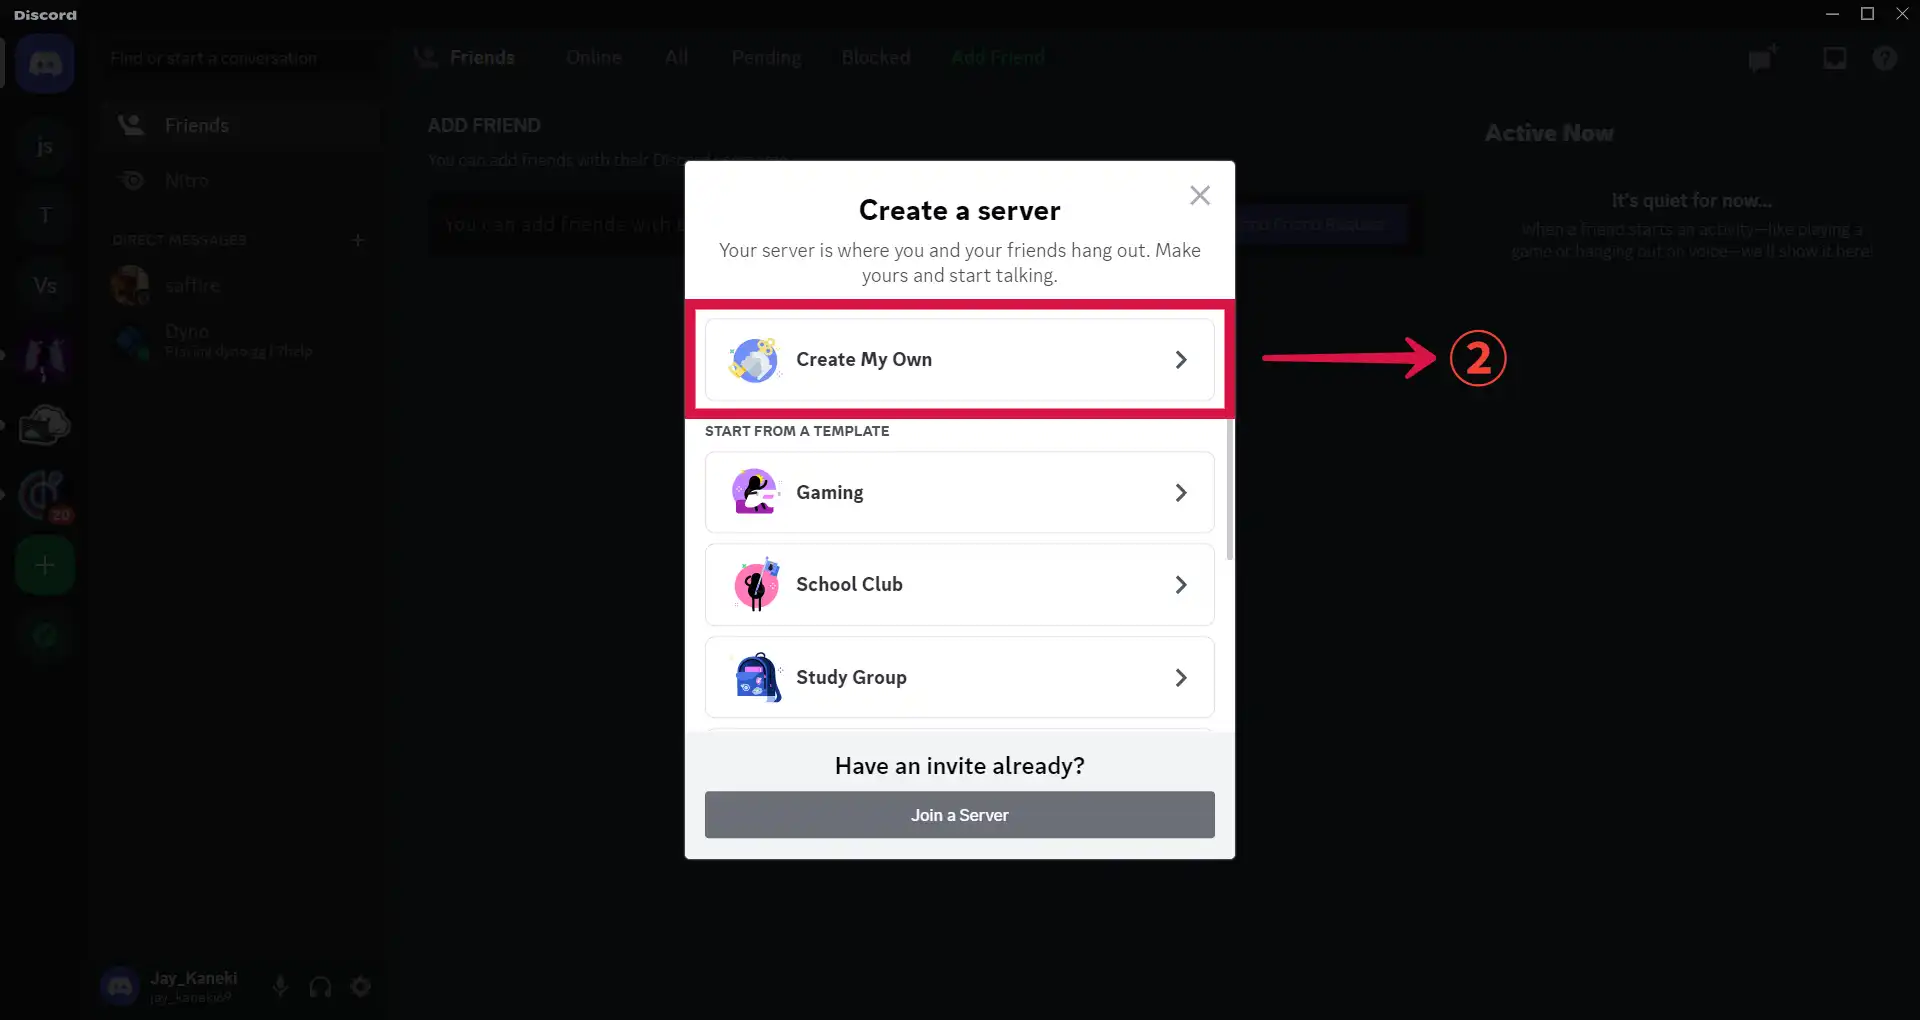 Discord
Find or start a conversation
Friends
Online
All
Pending
Blocked
Add Friend
js
T
Vs
20
Friends
Nitro
DIRECT MESSAGES
saffire
Dyno
Playing dyno.gg | ?help
ADD FRIEND
You can add friends with their Discord
You can add friends with
Create a server
Your server is where you and your friends hang out. Make
yours and start talking.
Create My Own
2
START FROM A TEMPLATE
Gaming
School Club
Study Group
Have an invite already?
Join a Server
Active Now
It's quiet for now...
When a friend starts an activity—like playing a
game or hanging out on voice—we'll show it here!
Jay_Kaneki
jay_kaneki69